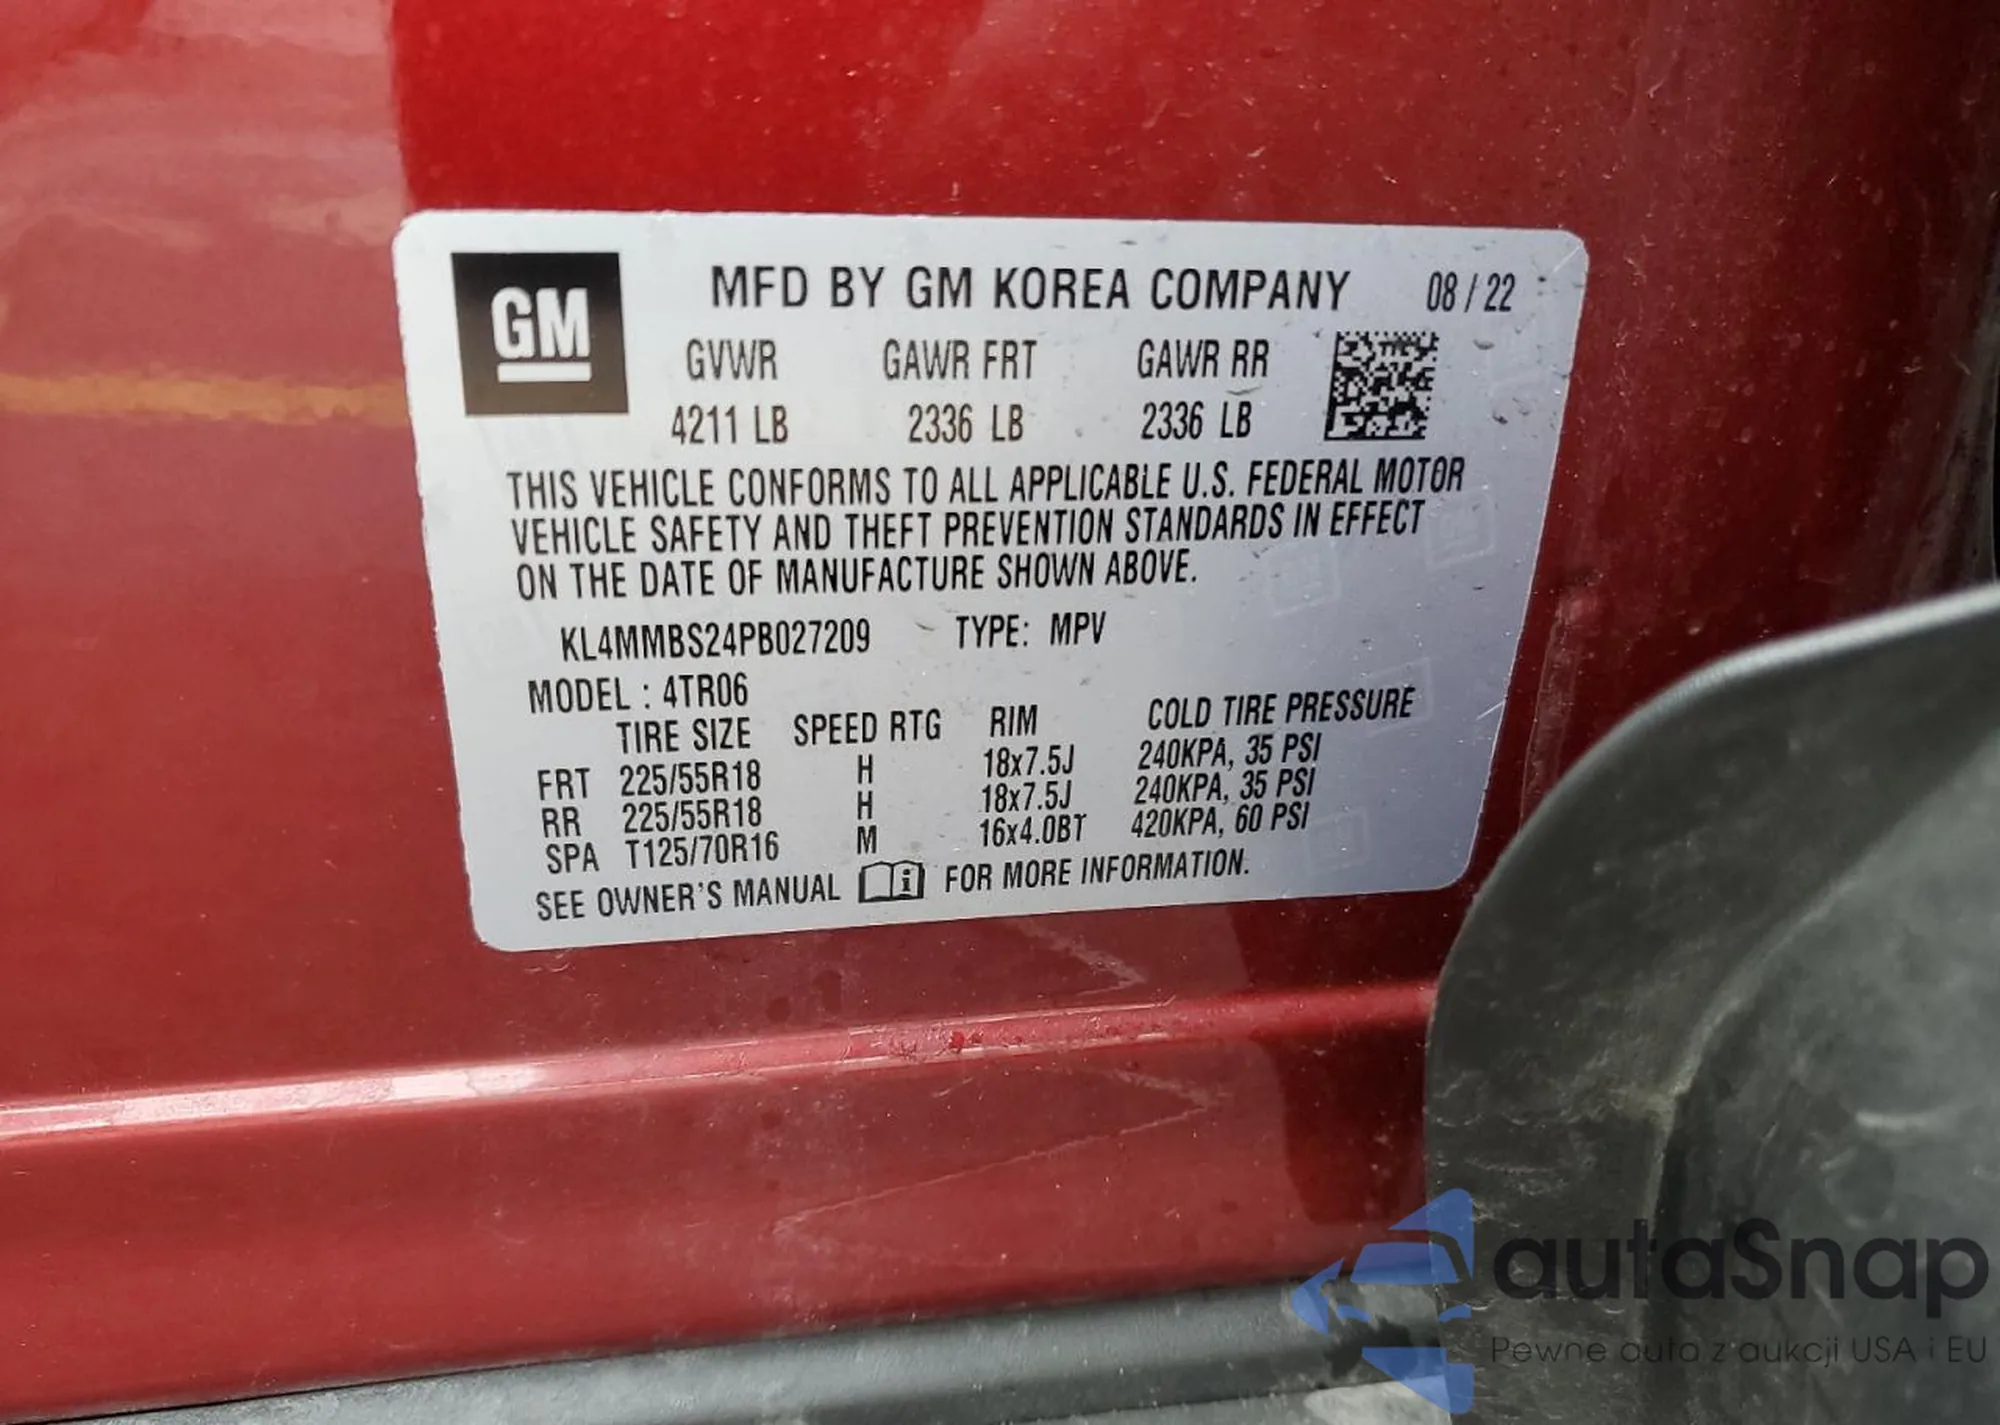 GM
MFD BY GM KOREA COMPANY 08 / 22
GVWR GAWR FRT GAWR RR
4211 LB 2336 LB 2336 LB
THIS VEHICLE CONFORMS TO ALL APPLICABLE U.S. FEDERAL MOTOR
VEHICLE SAFETY AND THEFT PREVENTION STANDARDS IN EFFECT
ON THE DATE OF MANUFACTURE SHOWN ABOVE.
KL4MMBS24PB027209 TYPE: MPV
MODEL : 4TR06
TIRE SIZE SPEED RTG RIM COLD TIRE PRESSURE
FRT 225/55R18 H 18x7.5J 240KPA, 35 PSI
RR 225/55R18 H 18x7.5J 240KPA, 35 PSI
SPA T125/70R16 M 16x4.0BT 420KPA, 60 PSI
SEE OWNER'S MANUAL i FOR MORE INFORMATION.
autaSnap
Pewne auta z aukcji USA i EU